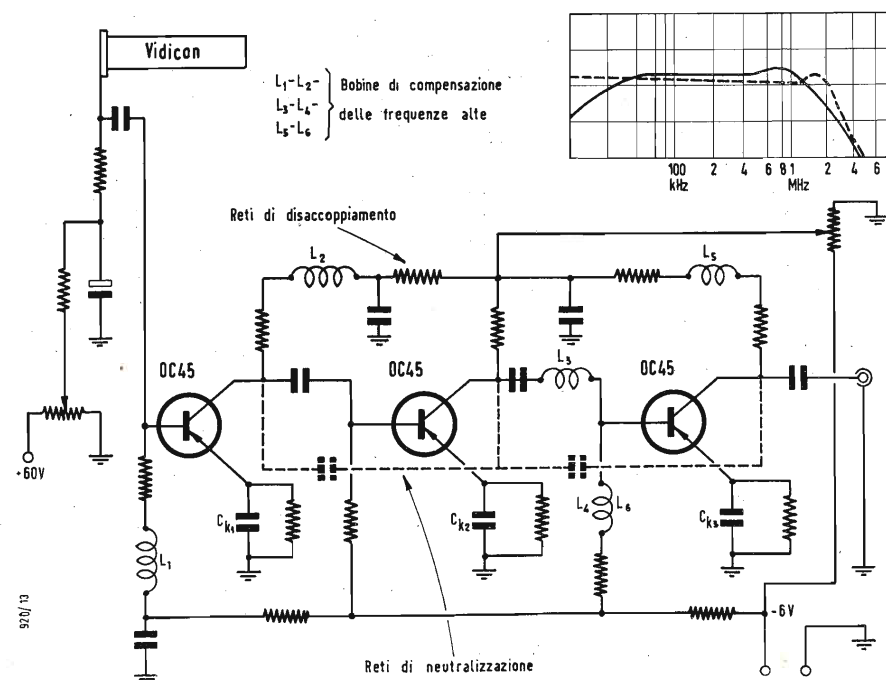 Vidicon
L₁-L₂-
L₃-L₄-
L₅-L₆
Bobine di compensazione
delle frequenze alte
100 2 4 6 8 1 2 4 6
kHz MHz
Reti di disaccoppiamento
L₂
L₅
OC45
OC45
L₃
OC45
+60V
Cₖ₁
Cₖ₂
L₄ L₆
Cₖ₃
L₁
-6V
920/13
Reti di neutralizzazione